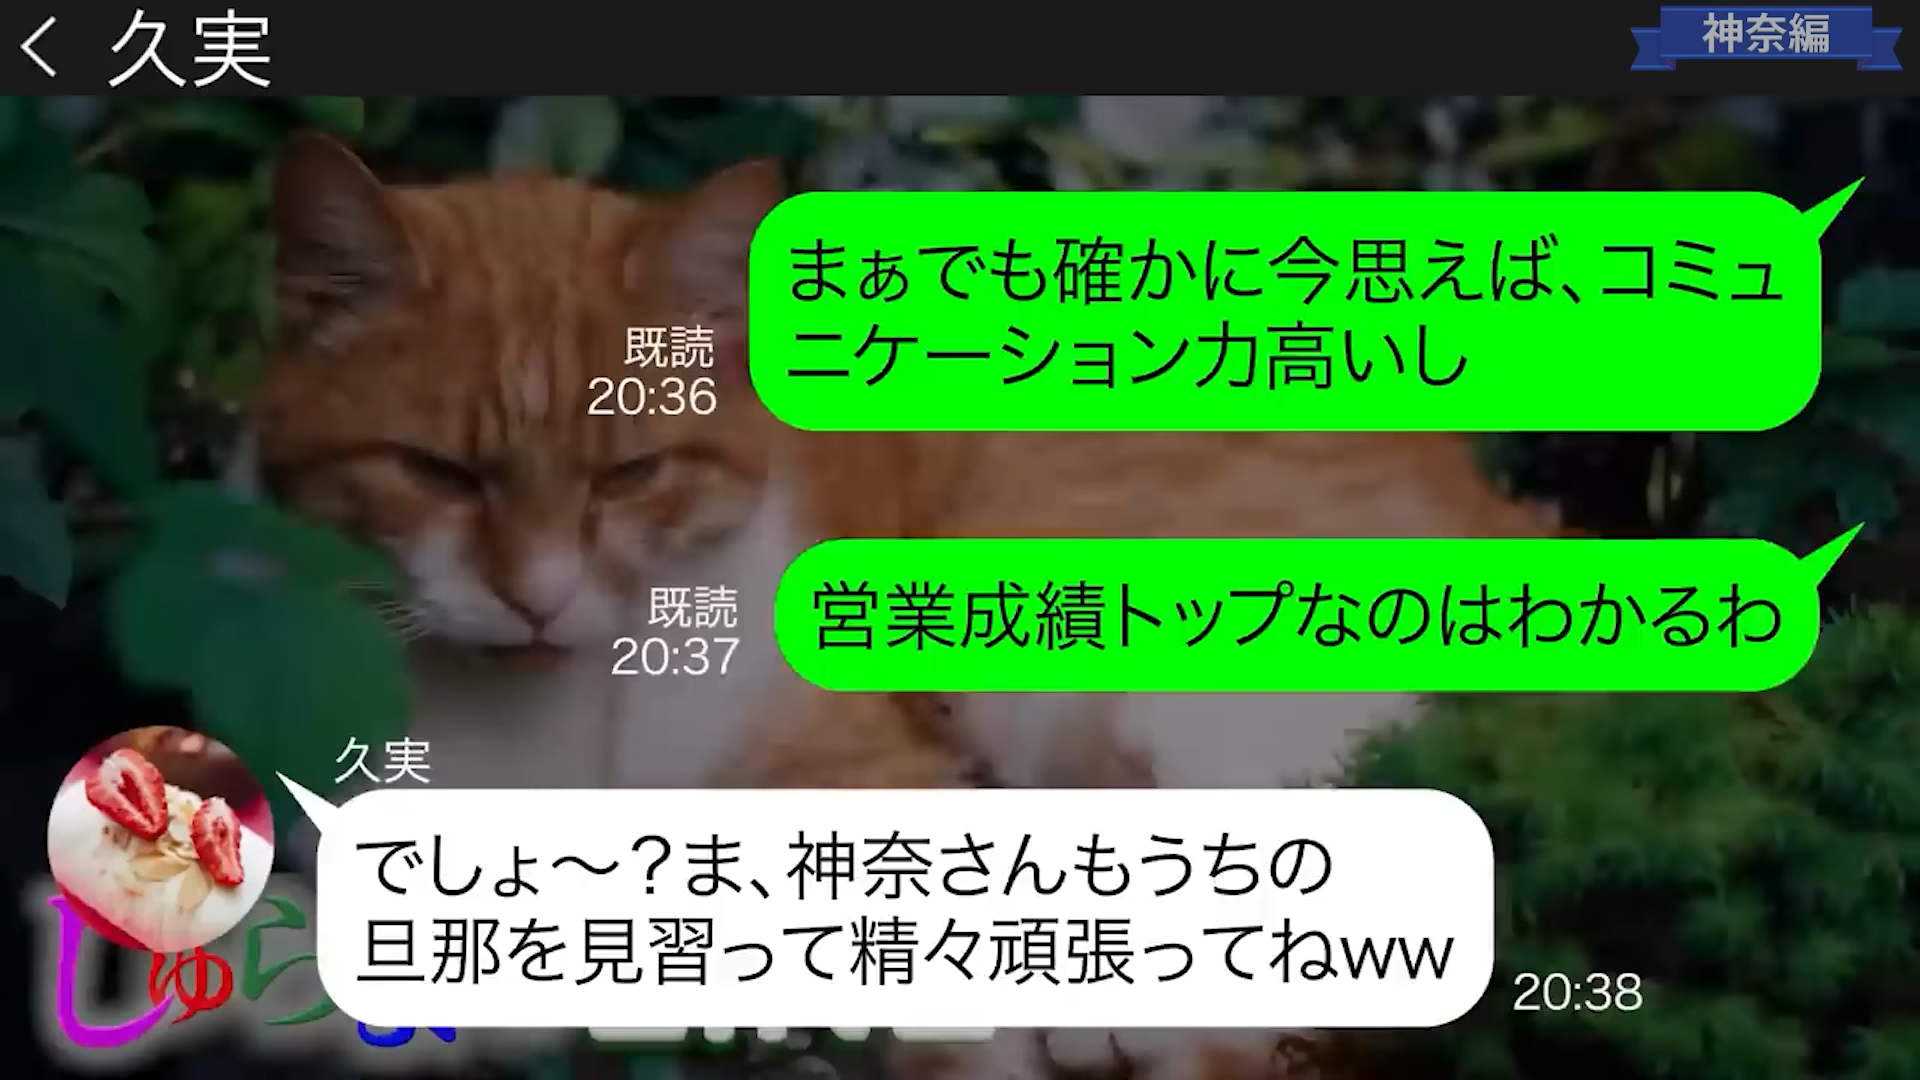 久実
神奈編
まぁでも確かに今思えば、コミュ
ニケーション力高いし
既読
20:36
営業成績トップなのはわかるわ
既読
20:37
久実
でしょ～？ま、神奈さんもうちの
旦那を見習って精々頑張ってねww
20:38
しゅら